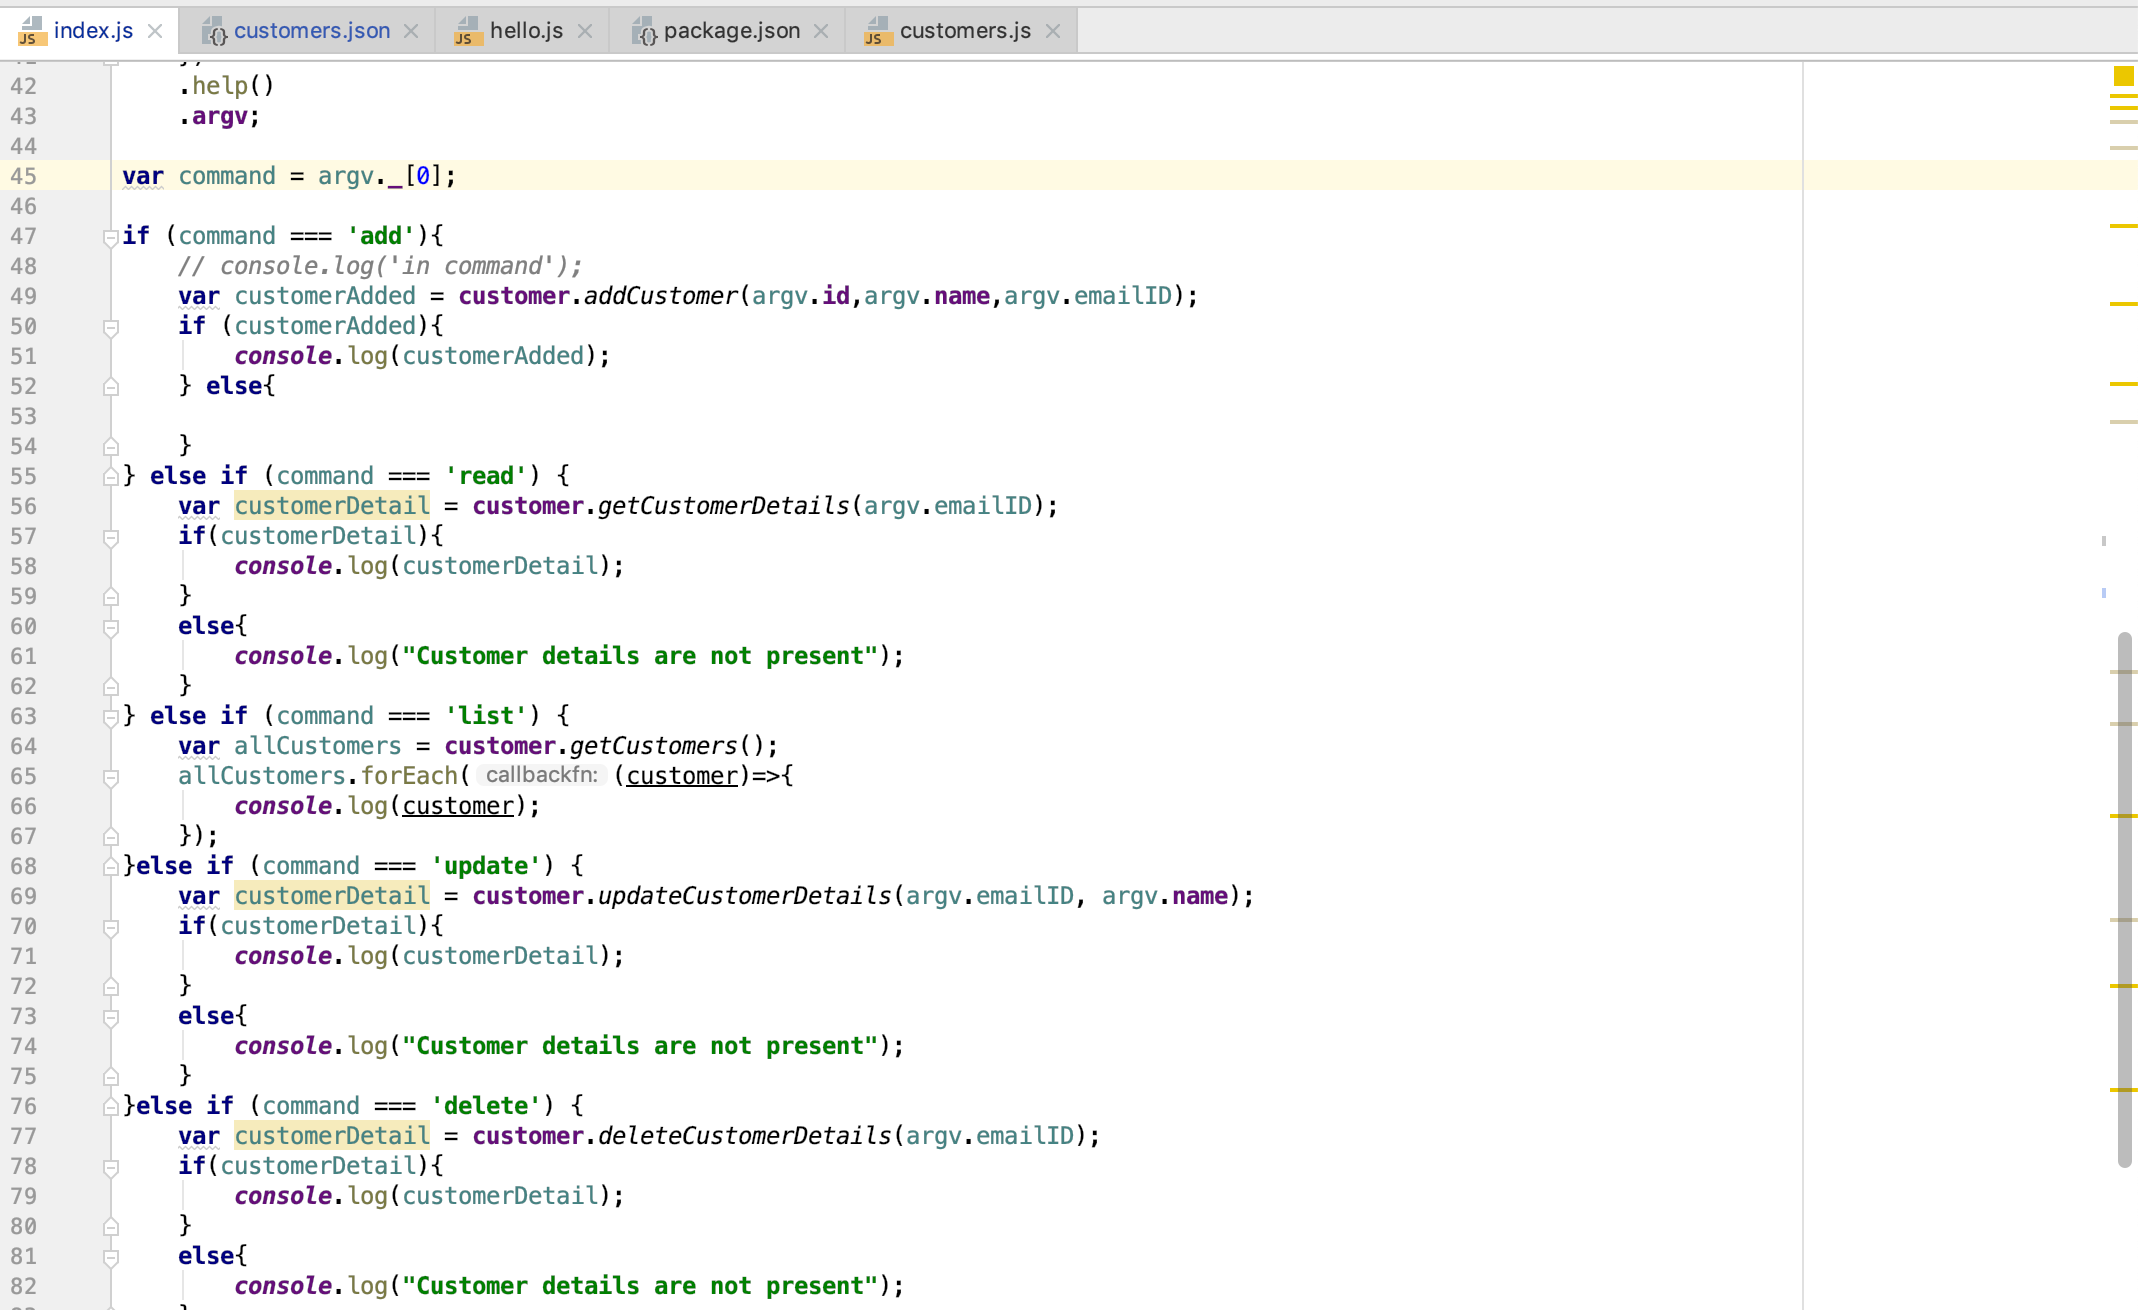 index.js customers.json hello.js package.json customers.js
42 .help()
43 .argv;
44
45 var command = argv._[0];
46
47 if (command === 'add'){
48 // console.log('in command');
49 var customerAdded = customer.addCustomer(argv.id,argv.name,argv.emailID);
50 if (customerAdded){
51 console.log(customerAdded);
52 } else{
53
54 }
55 } else if (command === 'read') {
56 var customerDetail = customer.getCustomerDetails(argv.emailID);
57 if(customerDetail){
58 console.log(customerDetail);
59 }
60 else{
61 console.log("Customer details are not present");
62 }
63 } else if (command === 'list') {
64 var allCustomers = customer.getCustomers();
65 allCustomers.forEach( callbackfn: (customer)=>{
66 console.log(customer);
67 });
68 }else if (command === 'update') {
69 var customerDetail = customer.updateCustomerDetails(argv.emailID, argv.name);
70 if(customerDetail){
71 console.log(customerDetail);
72 }
73 else{
74 console.log("Customer details are not present");
75 }
76 }else if (command === 'delete') {
77 var customerDetail = customer.deleteCustomerDetails(argv.emailID);
78 if(customerDetail){
79 console.log(customerDetail);
80 }
81 else{
82 console.log("Customer details are not present");